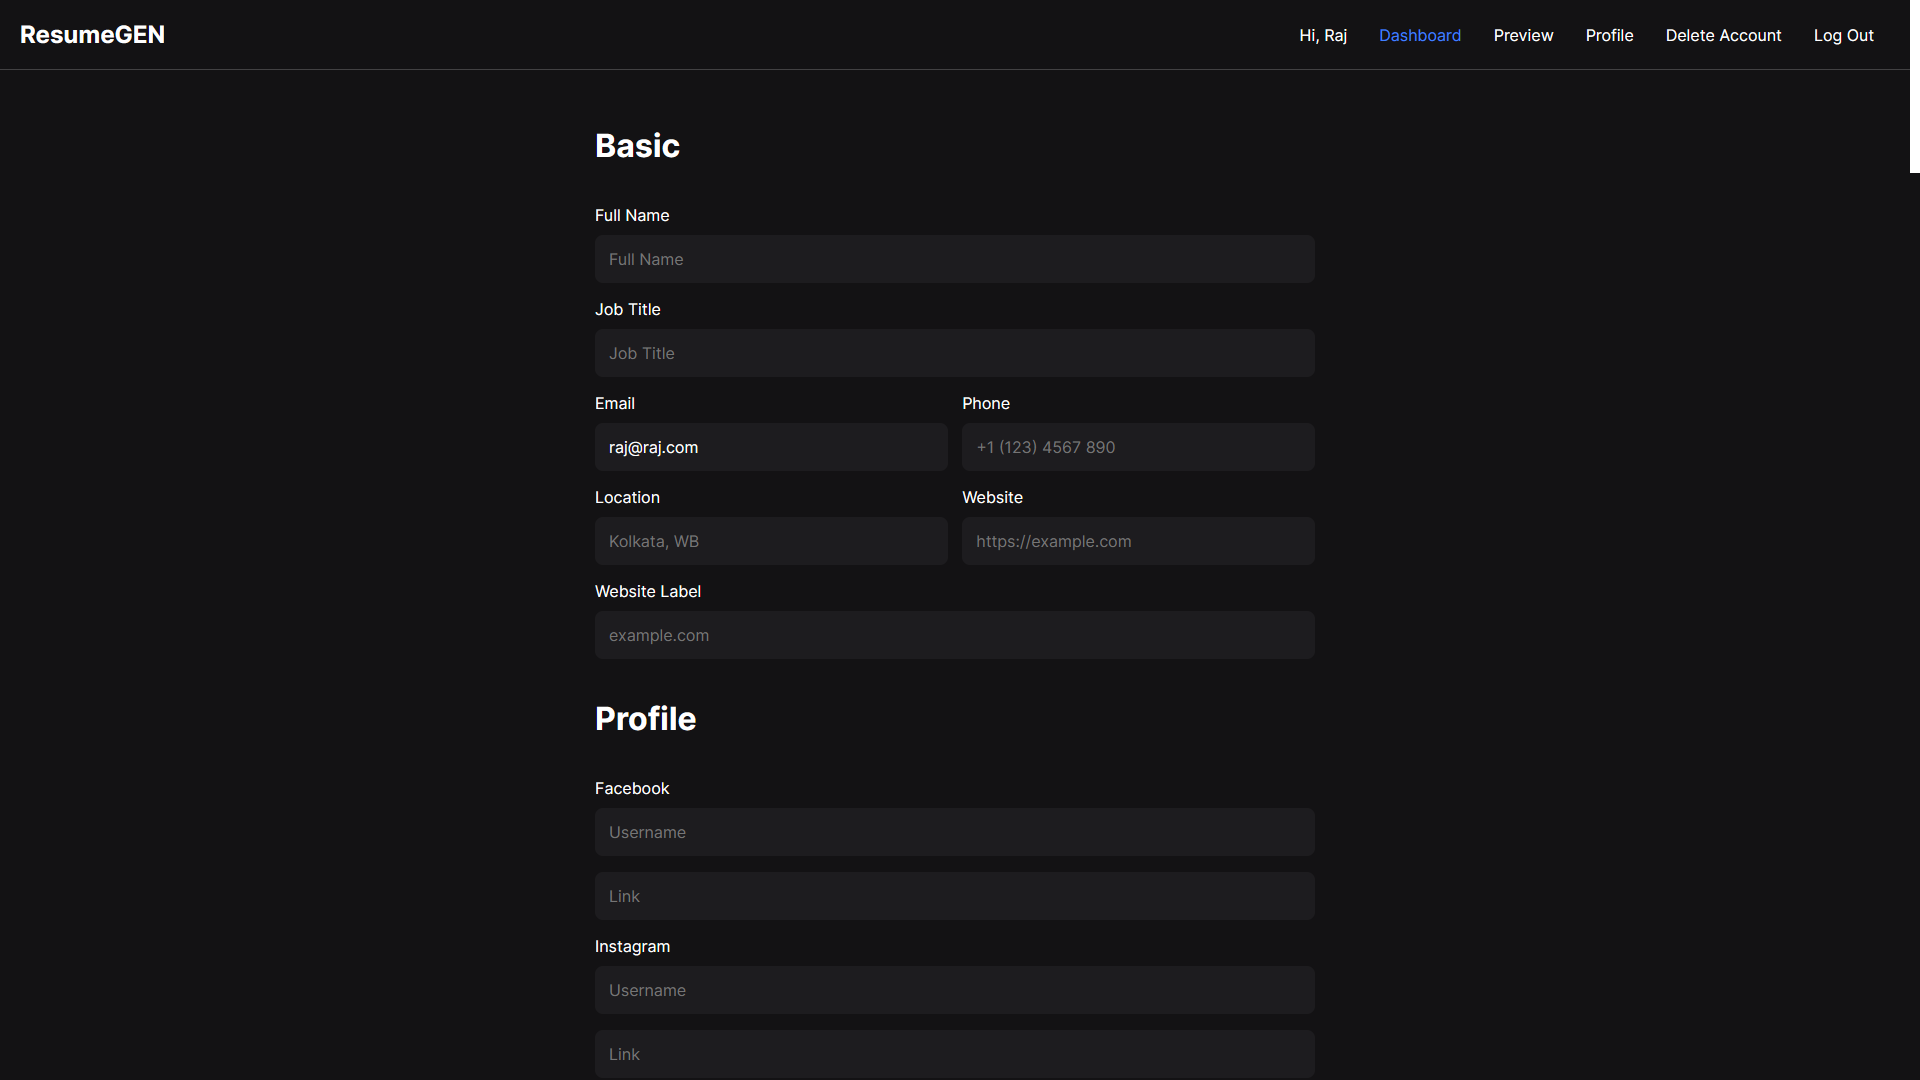 ResumeGEN
Hi, Raj Dashboard Preview Profile Delete Account Log Out
Basic
Full Name
Full Name
Job Title
Job Title
Email Phone
raj@raj.com +1 (123) 4567 890
Location Website
Kolkata, WB https://example.com
Website Label
example.com
Profile
Facebook
Username
Link
Instagram
Username
Link